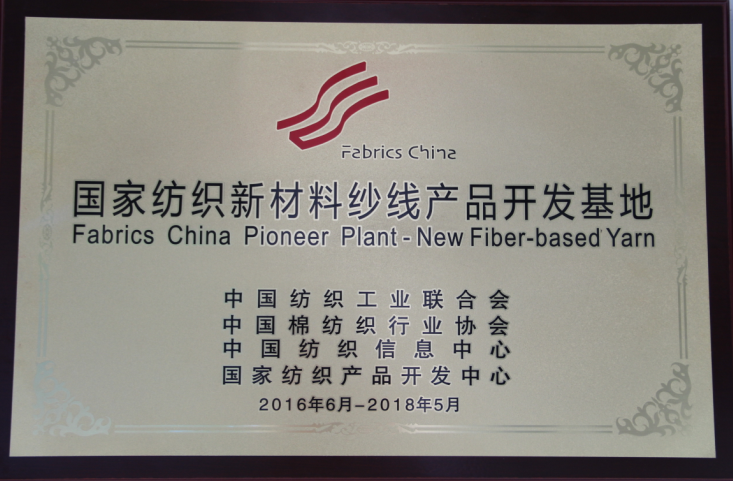 Fabrics China
国家纺织新材料纱线产品开发基地
Fabrics China Pioneer Plant - New Fiber-based Yarn
中国纺织工业联合会
中国棉纺织行业协会
中国纺织信息中心
国家纺织产品开发中心
2016年6月-2018年5月